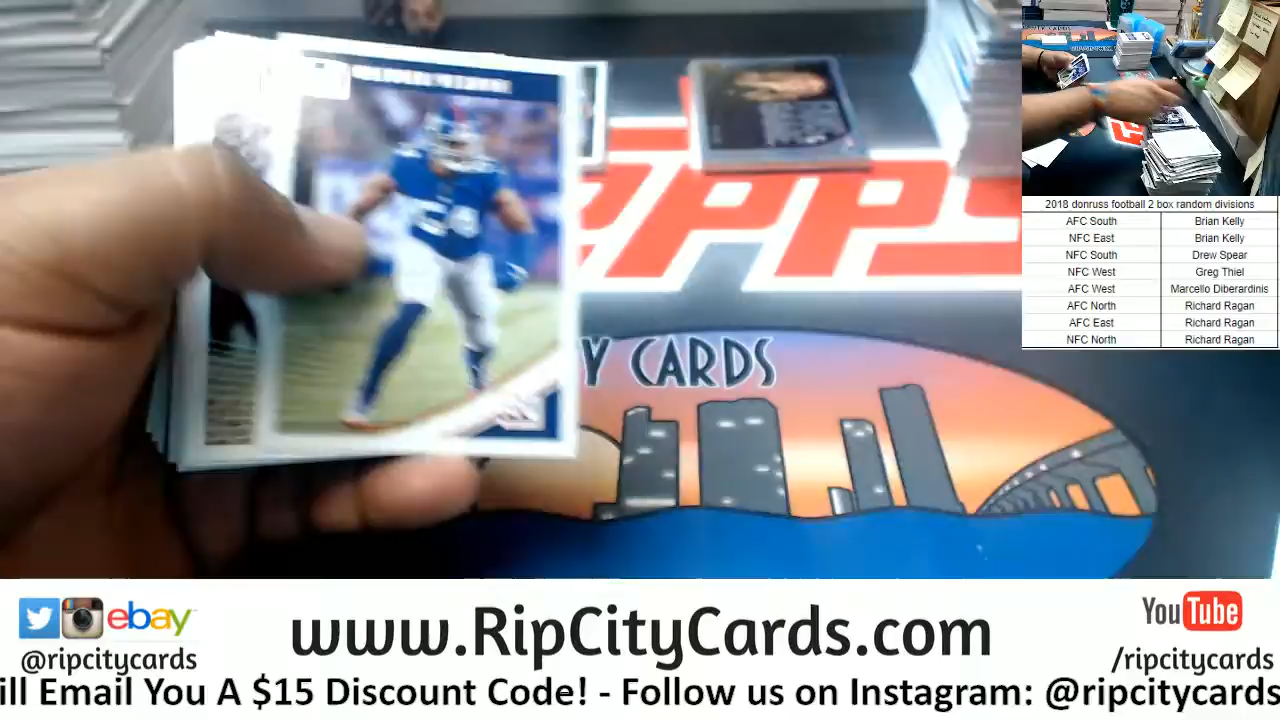 54
Y CARDS
2018 donruss football 2 box random divisions
AFC South Brian Kelly
NFC East Brian Kelly
NFC South Drew Spear
NFC West Greg Thiel
AFC West Marcello Diberardinis
AFC North Richard Ragan
AFC East Richard Ragan
NFC North Richard Ragan
ebay
@ripcitycards
www.RipCityCards.com
YouTube
/ripcitycards
ill Email You A $15 Discount Code! - Follow us on Instagram: @ripcitycards